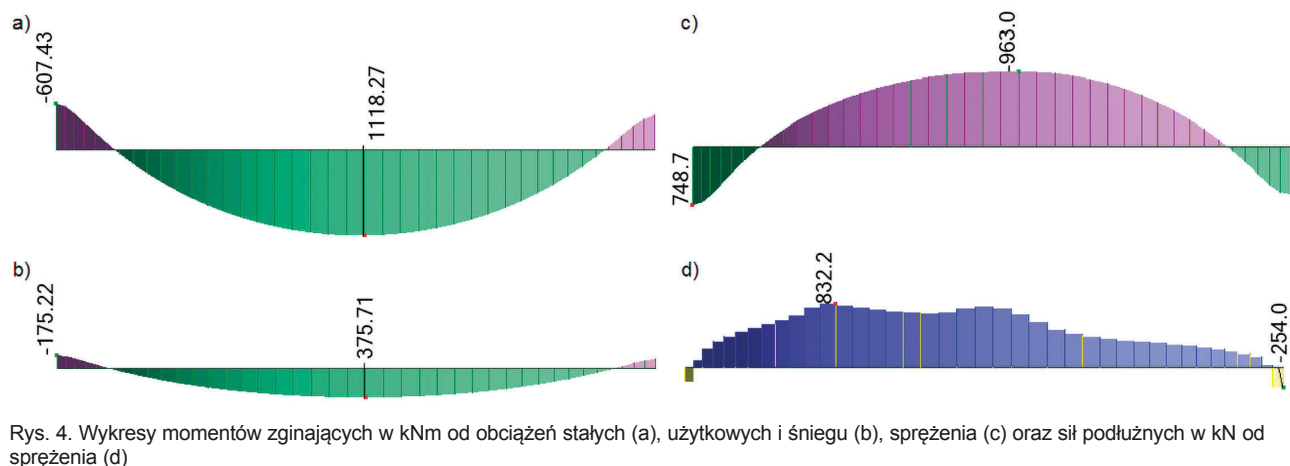 a)
-607.43
1118.27
b)
-175.22
375.71
c)
-963.0
748.7
d)
832.2
-254.0
Rys. 4. Wykresy momentów zginających w kNm od obciążeń stałych (a), użytkowych i śniegu (b), sprężenia (c) oraz sił podłużnych w kN od
sprężenia (d)